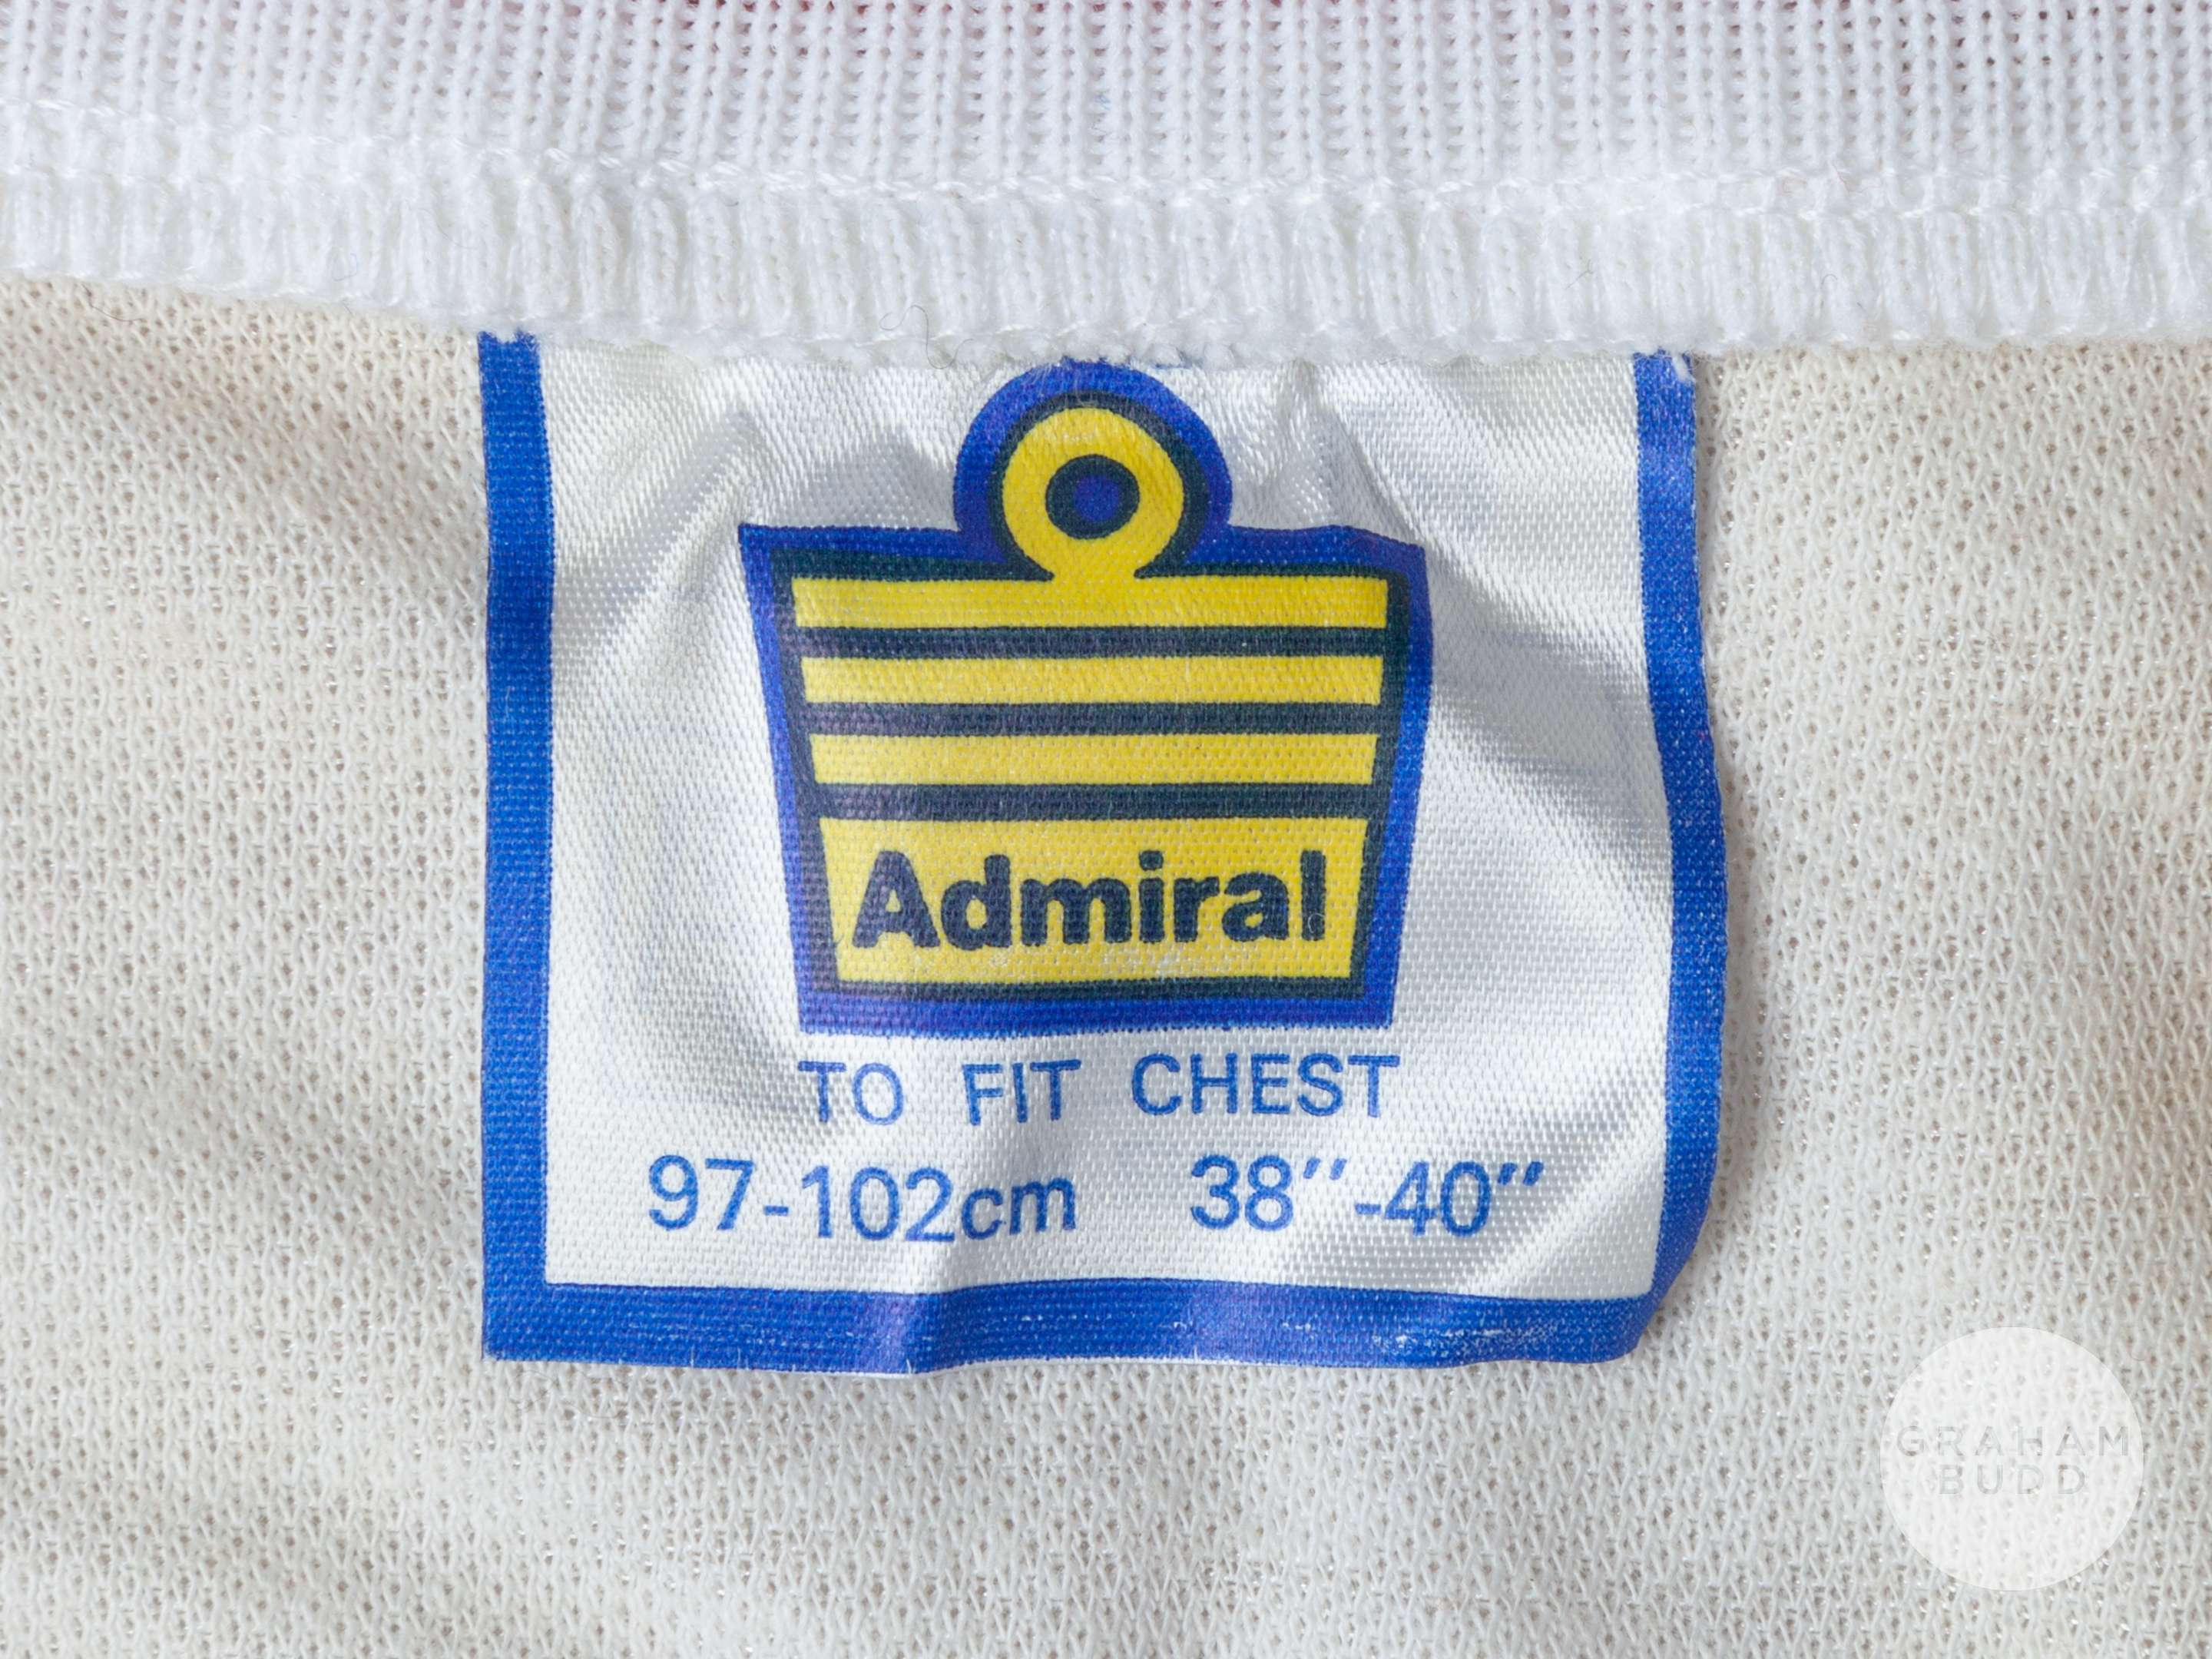 Admiral
TO FIT CHEST
97-102cm 38″-40″
GRAHAM
BUDD